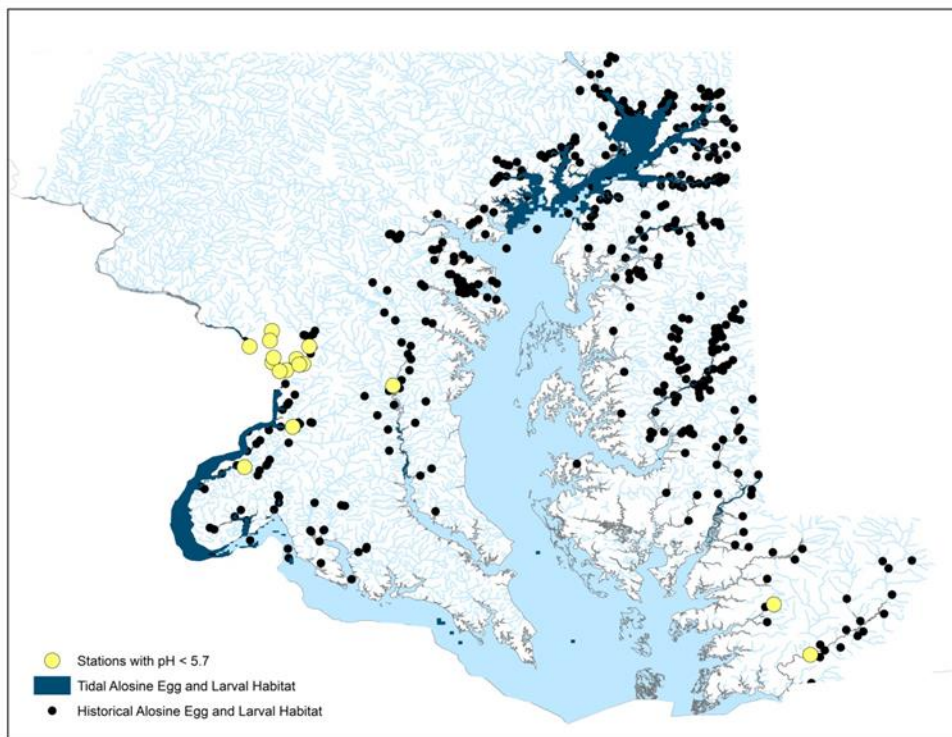 Stations with pH < 5.7
Tidal Alosine Egg and Larval Habitat
Historical Alosine Egg and Larval Habitat